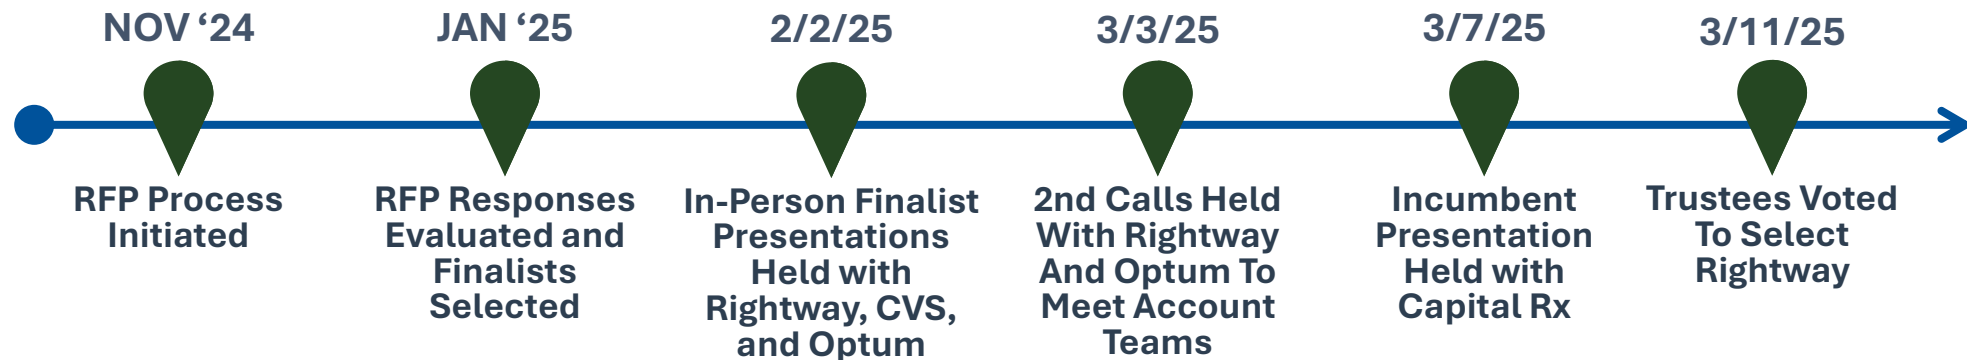 NOV ‘24
RFP Process
Initiated
JAN ‘25
RFP Responses
Evaluated and
Finalists
Selected
2/2/25
In-Person Finalist
Presentations
Held with
Rightway, CVS,
and Optum
3/3/25
2nd Calls Held
With Rightway
And Optum To
Meet Account
Teams
3/7/25
Incumbent
Presentation
Held with
Capital Rx
3/11/25
Trustees Voted
To Select
Rightway